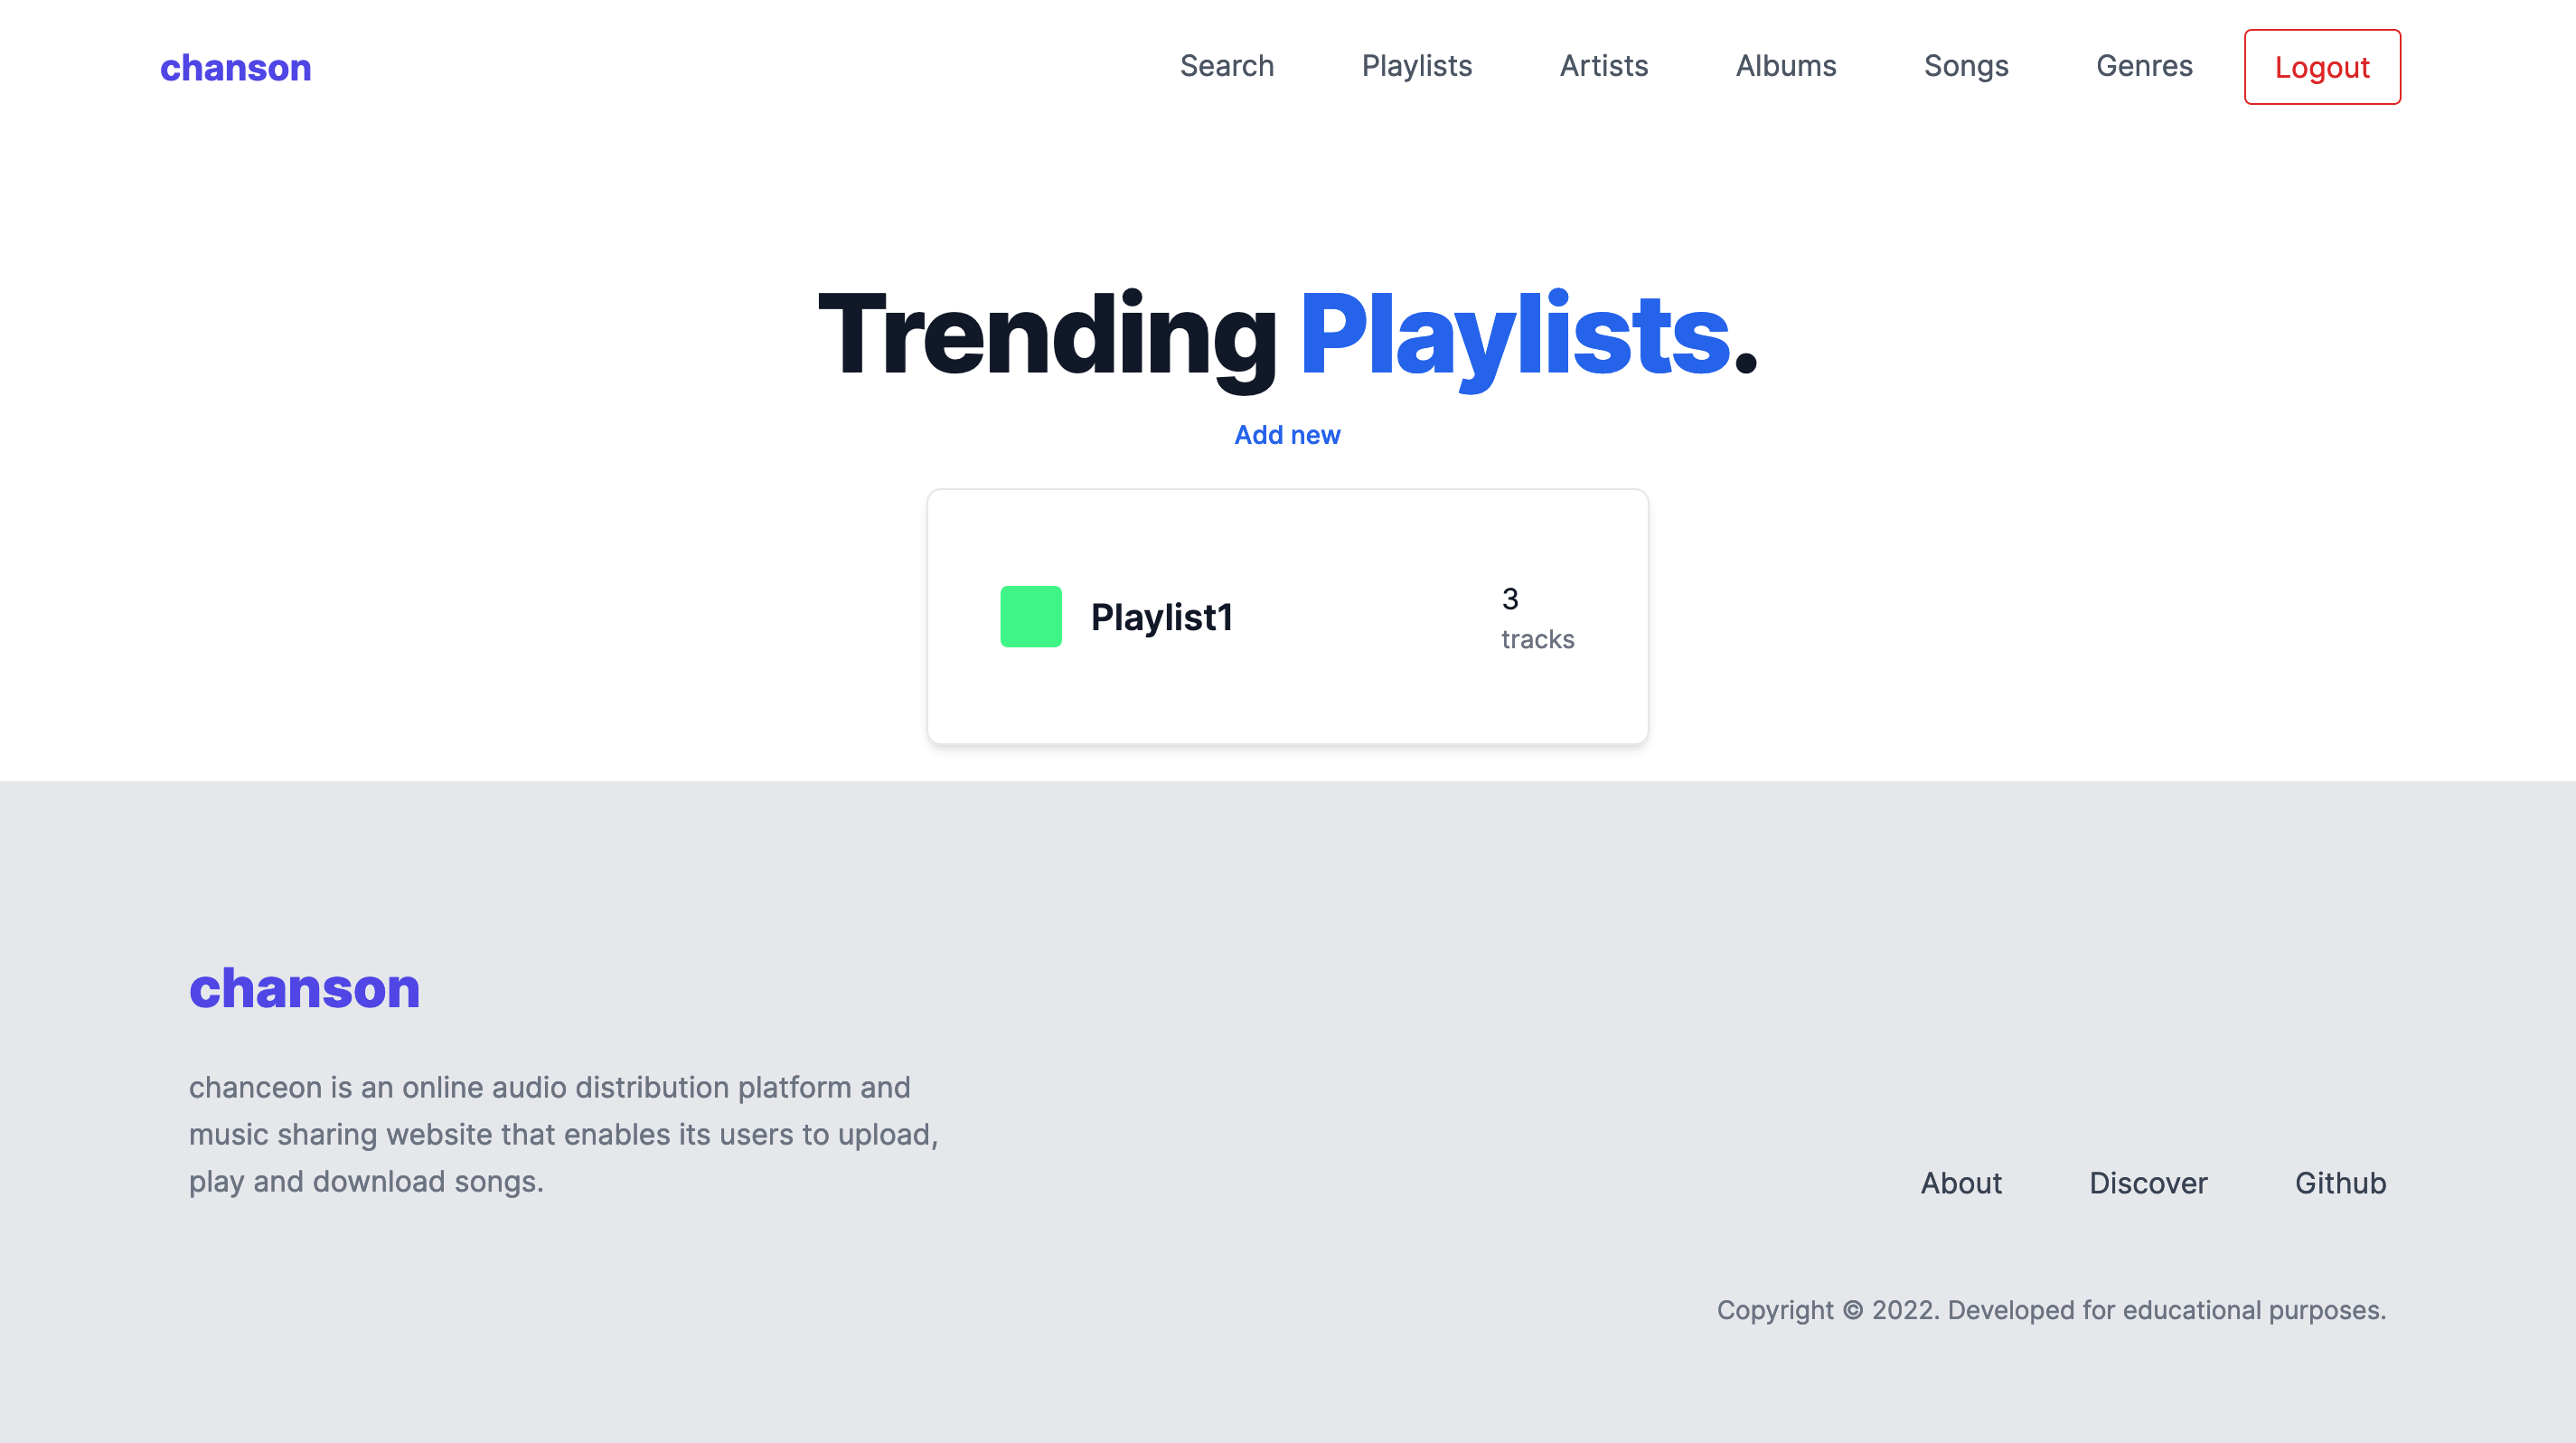 chanson
Search Playlists Artists Albums Songs Genres Logout
Trending Playlists.
Add new
Playlist1
3
tracks
chanson
chanceon is an online audio distribution platform and
music sharing website that enables its users to upload,
play and download songs.
About Discover Github
Copyright © 2022. Developed for educational purposes.